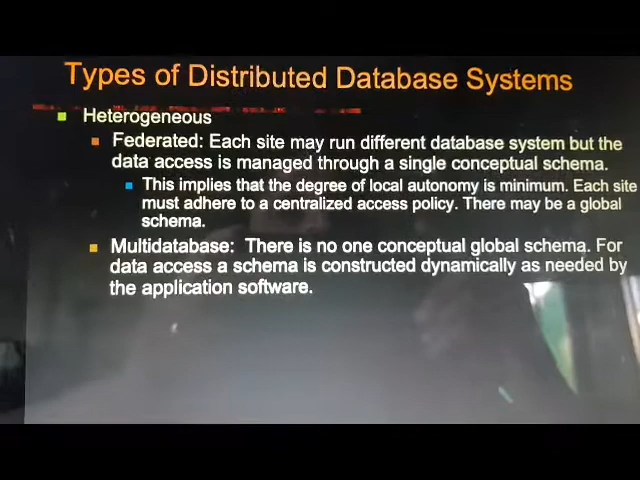 Types of Distributed Database Systems
Heterogeneous
Federated: Each site may run different database system but the
data access is managed through a single conceptual schema.
This implies that the degree of local autonomy is minimum. Each site
must adhere to a centralized access policy. There may be a global
schema.
Multidatabase: There is no one conceptual global schema. For
data access a schema is constructed dynamically as needed by
the application software.